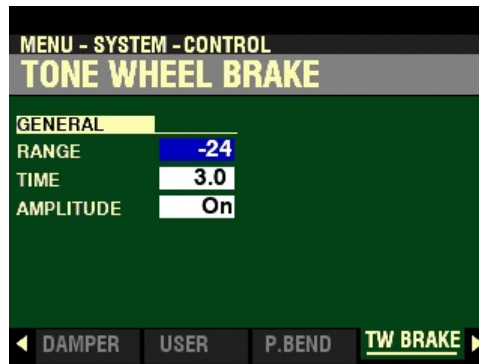 MENU - SYSTEM - CONTROL
TONE WHEEL BRAKE
GENERAL
RANGE -24
TIME 3.0
AMPLITUDE On
DAMPER USER P.BEND TW BRAKE